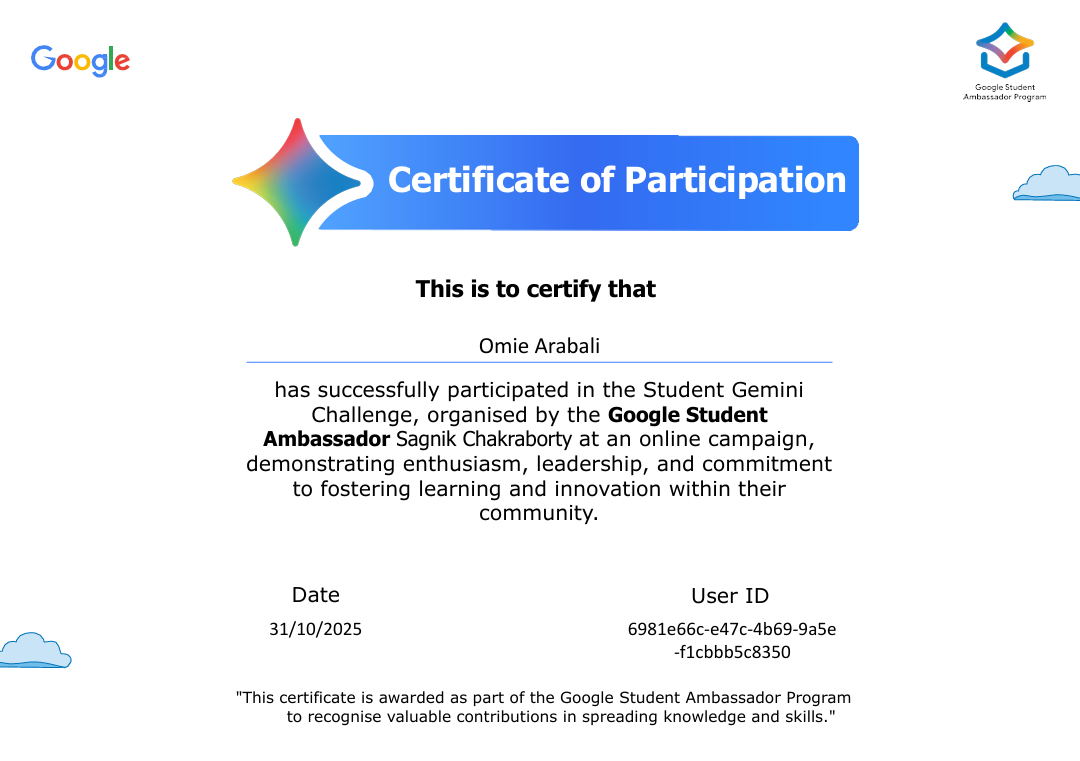 Google
Google Student
Ambassador Program
Certificate of Participation
This is to certify that
Omie Arabali
has successfully participated in the Student Gemini
Challenge, organised by the Google Student
Ambassador Sagnik Chakraborty at an online campaign,
demonstrating enthusiasm, leadership, and commitment
to fostering learning and innovation within their
community.
Date
31/10/2025
User ID
6981e66c-e47c-4b69-9a5e
-f1cbbb5c8350
"This certificate is awarded as part of the Google Student Ambassador Program
to recognise valuable contributions in spreading knowledge and skills."